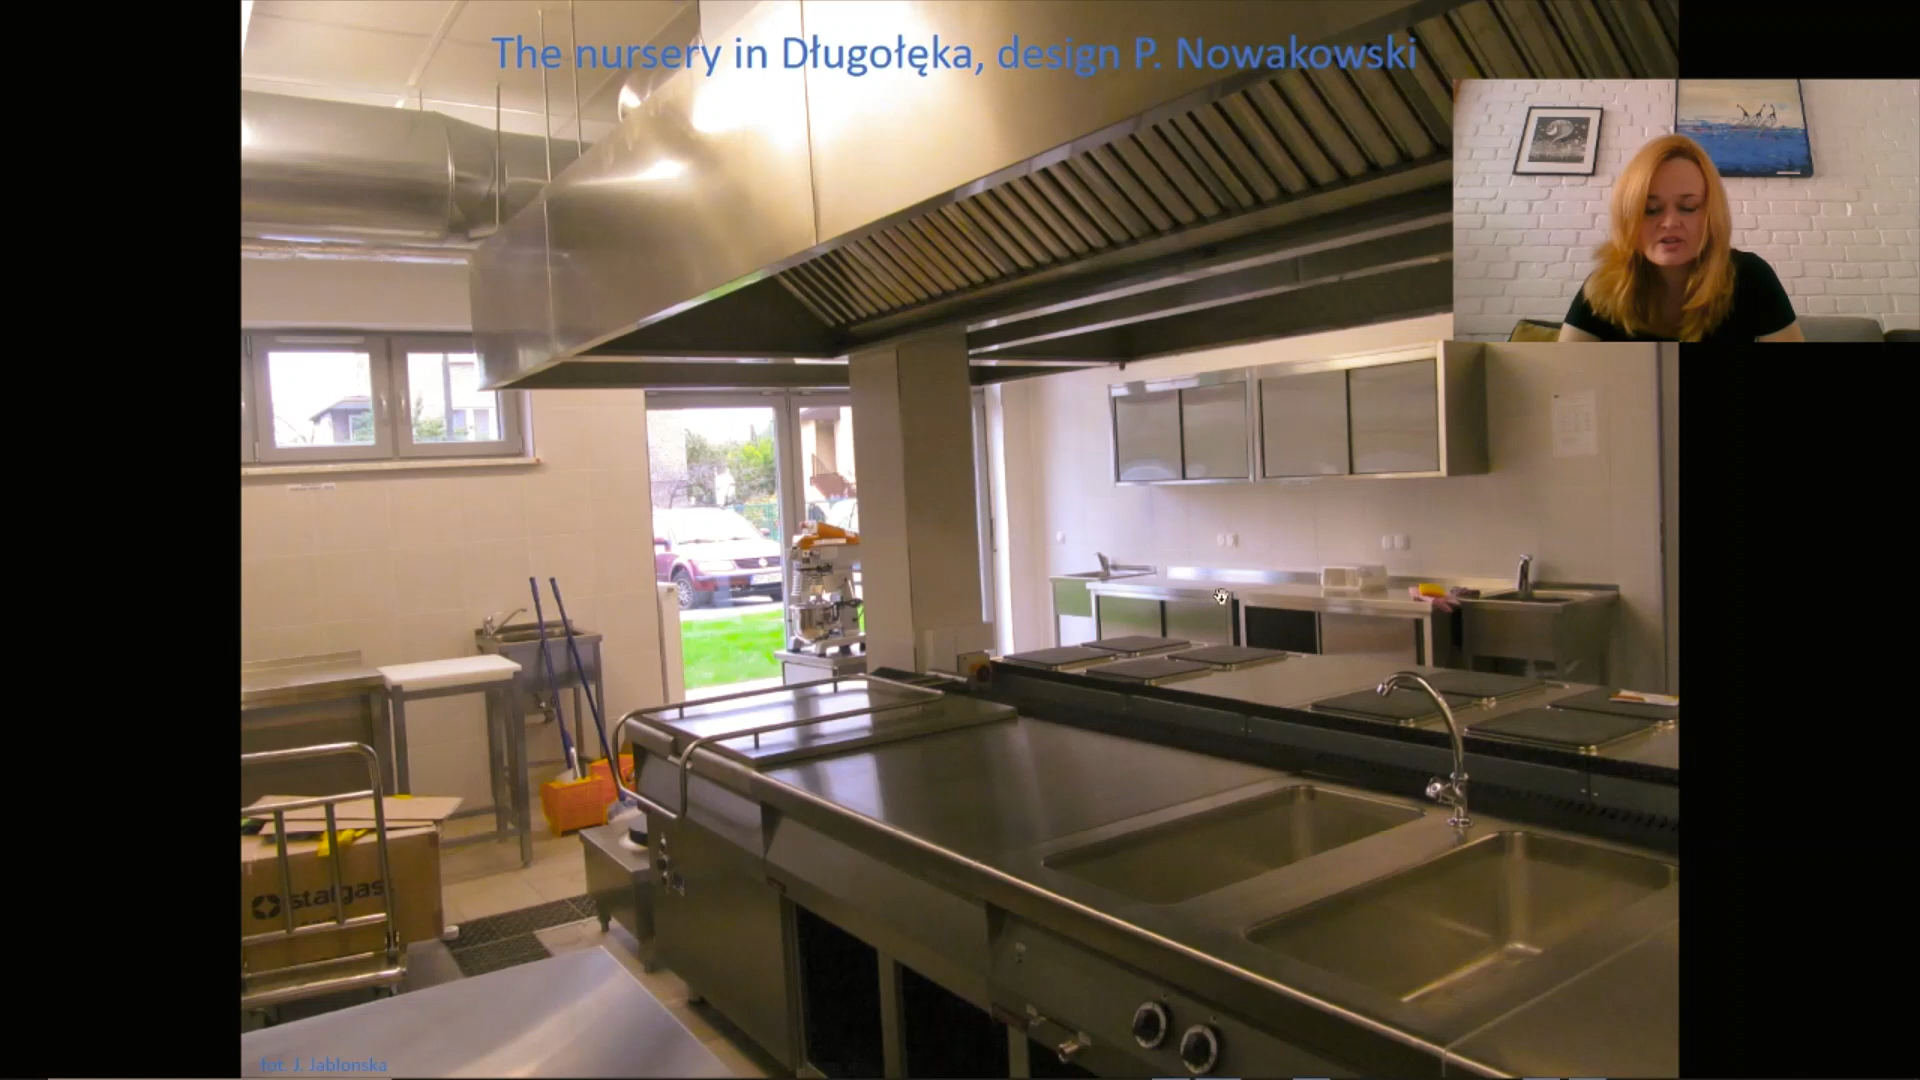 The nursery in Długołęka, design P. Nowakowski
stalgast
fot. J. Jablonska